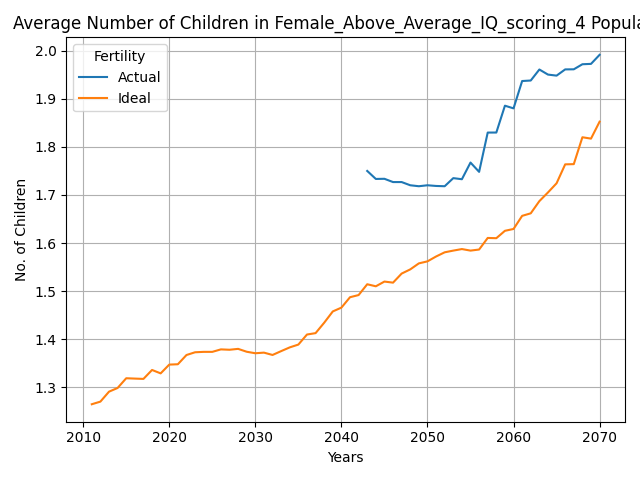 Average Number of Children in Female_Above_Average_IQ_scoring_4 Popula
Fertility
Actual
Ideal
No. of Children
2.0
1.9
1.8
1.7
1.6
1.5
1.4
1.3
2010 2020 2030 2040 2050 2060 2070
Years